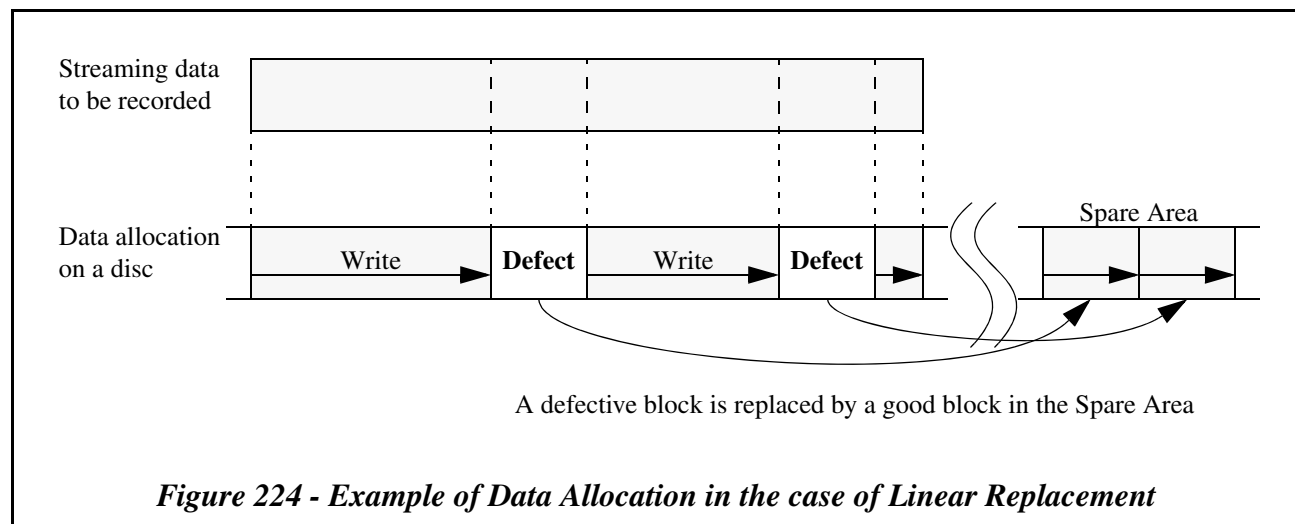 Streaming data
to be recorded
Spare Area
Data allocation
on a disc
Write
Defect
Write
Defect
A defective block is replaced by a good block in the Spare Area
Figure 224 - Example of Data Allocation in the case of Linear Replacement